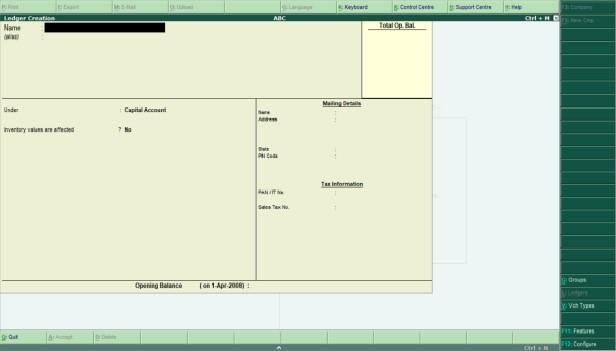 P: Print E: Export M: E-Mail O: Upload G: Language K: Keyboard K: Control Centre H: Support Centre H: Help F3: Company
Ledger Creation ABC Ctrl + M F3: New Cmp
Name : Total Op. Bal.
(alias) :
Under : Capital Account Mailing Details
Name :
Address :
Inventory values are affected ? No
State :
PIN Code :
Tax Information
PAN / IT No. :
Sales Tax No. :
G: Groups
Opening Balance ( on 1-Apr-2008) : L: Ledgers
V: Vch Types
Q: Quit A: Accept D: Delete F11: Features
Ctrl + N F12: Configure